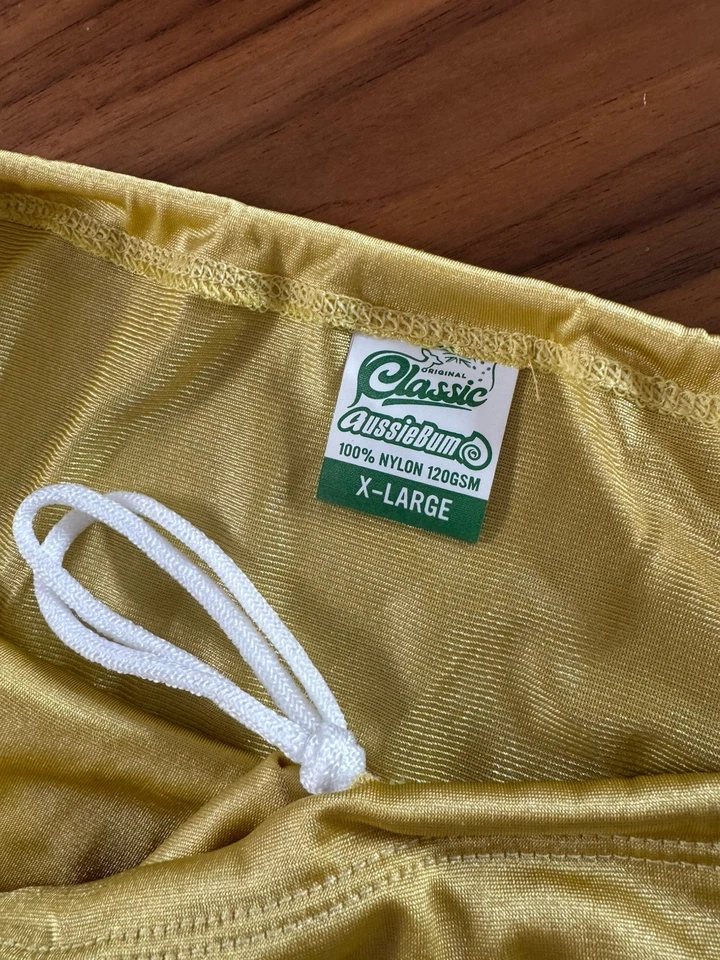 ORIGINAL
Classic
aussieBum
100% NYLON 120GSM
X-LARGE